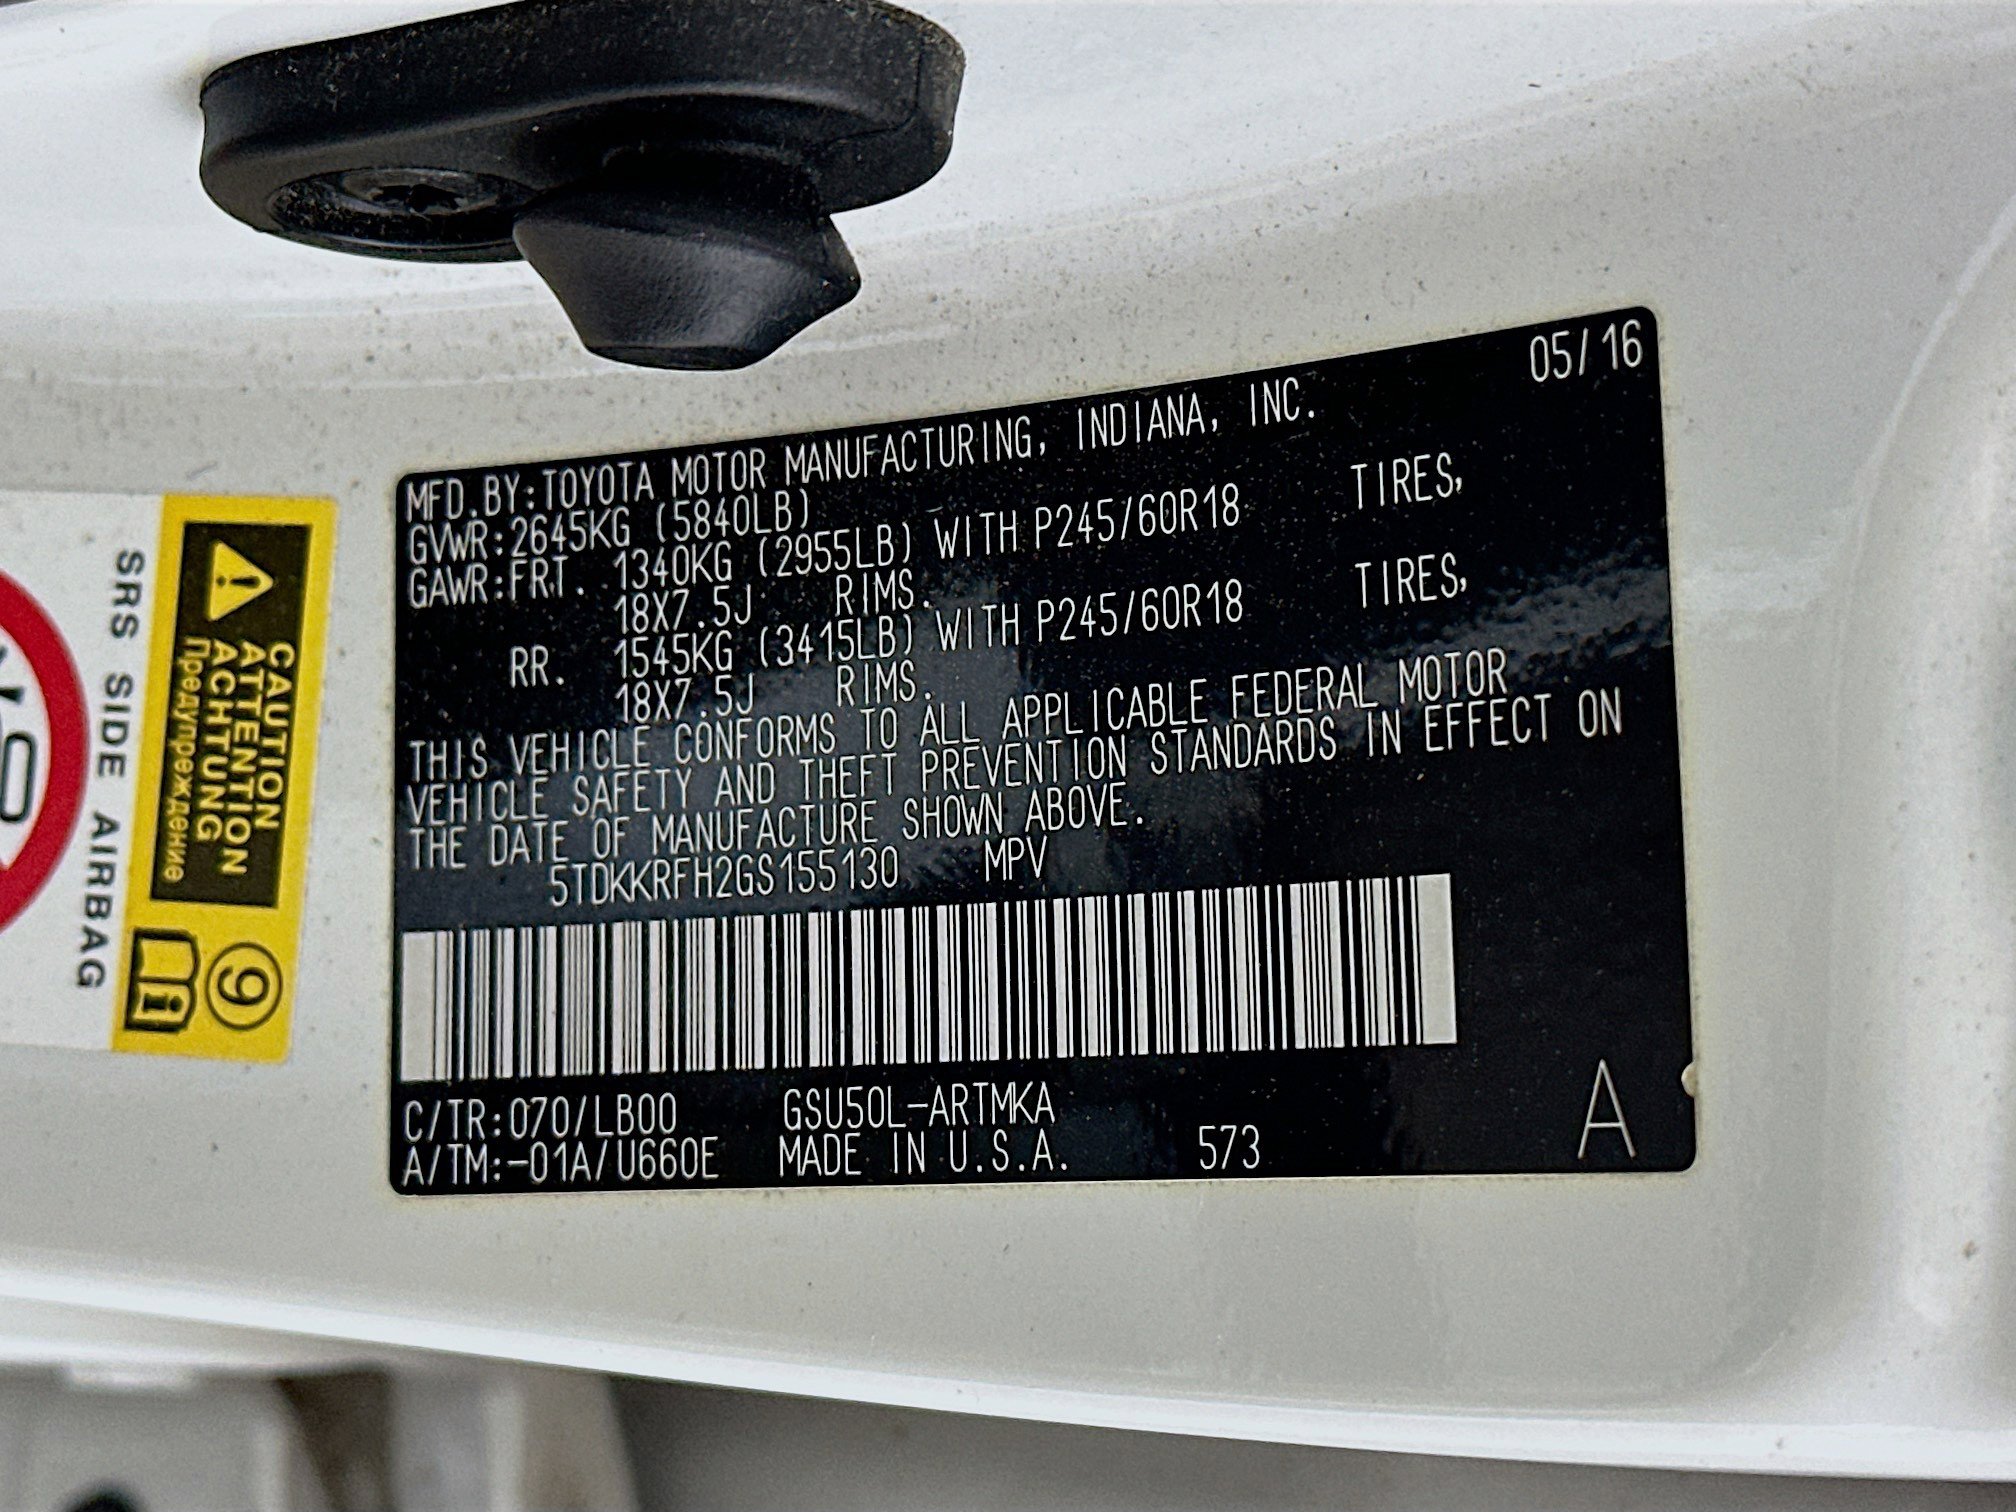 05/16
MFD.BY:TOYOTA MOTOR MANUFACTURING, INDIANA, INC.
GVWR:2645KG (5840LB)
GAWR:FRT. 1340KG (2955LB) WITH P245/60R18 TIRES,
18X7.5J RIMS.
RR. 1545KG (3415LB) WITH P245/60R18 TIRES,
18X7.5J RIMS.
THIS VEHICLE CONFORMS TO ALL APPLICABLE FEDERAL MOTOR
VEHICLE SAFETY AND THEFT PREVENTION STANDARDS IN EFFECT ON
THE DATE OF MANUFACTURE SHOWN ABOVE.
5TDKKRFH2GS155130 MPV
C/TR:070/LB00 GSU50L-ARTMKA
A/TM:-01A/U660E MADE IN U.S.A. 573
A
CAUTION
ATTENTION
ACHTUNG
Предупреждение
9
i
SRS SIDE AIRBAG